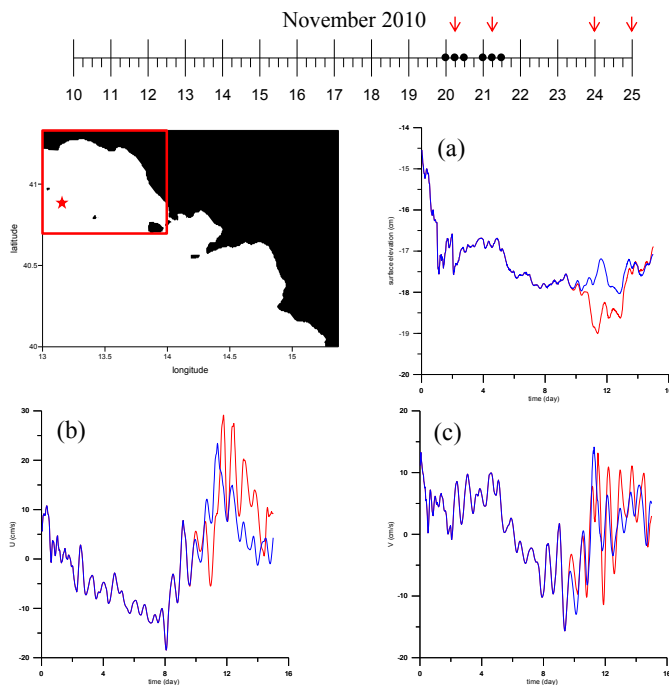 November 2010
10 11 12 13 14 15 16 17 18 19 20 21 22 23 24 25
41
40.5
40
latitude
13 13.5 14 14.5 15
longitude
(a)
-14
-15
-16
-17
-18
-19
-20
surface elevation (cm)
0 4 8 12 16
time (day)
(b)
30
20
10
0
-10
-20
U (cm/s)
0 4 8 12 16
time (day)
(c)
20
10
0
-10
-20
V (cm/s)
0 4 8 12 16
time (day)